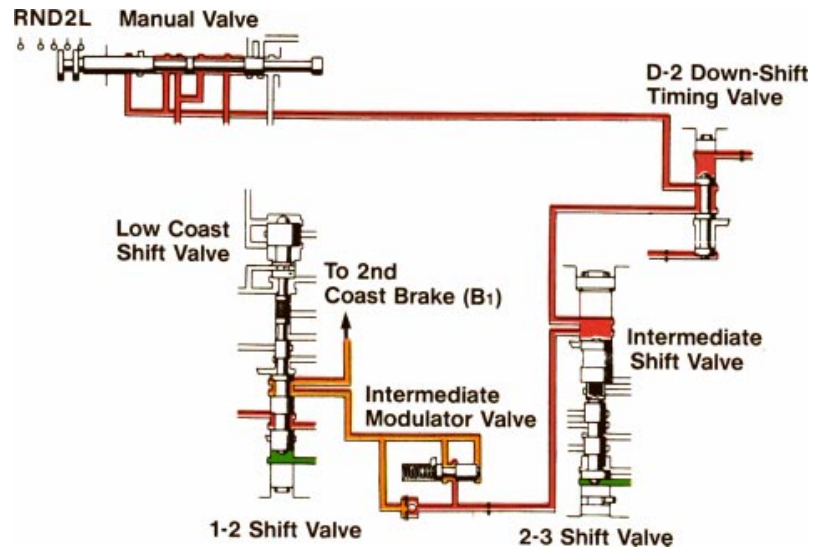 RND2L
Manual Valve
D-2 Down-Shift
Timing Valve
Low Coast
Shift Valve
To 2nd
Coast Brake (B1)
Intermediate
Shift Valve
Intermediate
Modulator Valve
1-2 Shift Valve
2-3 Shift Valve